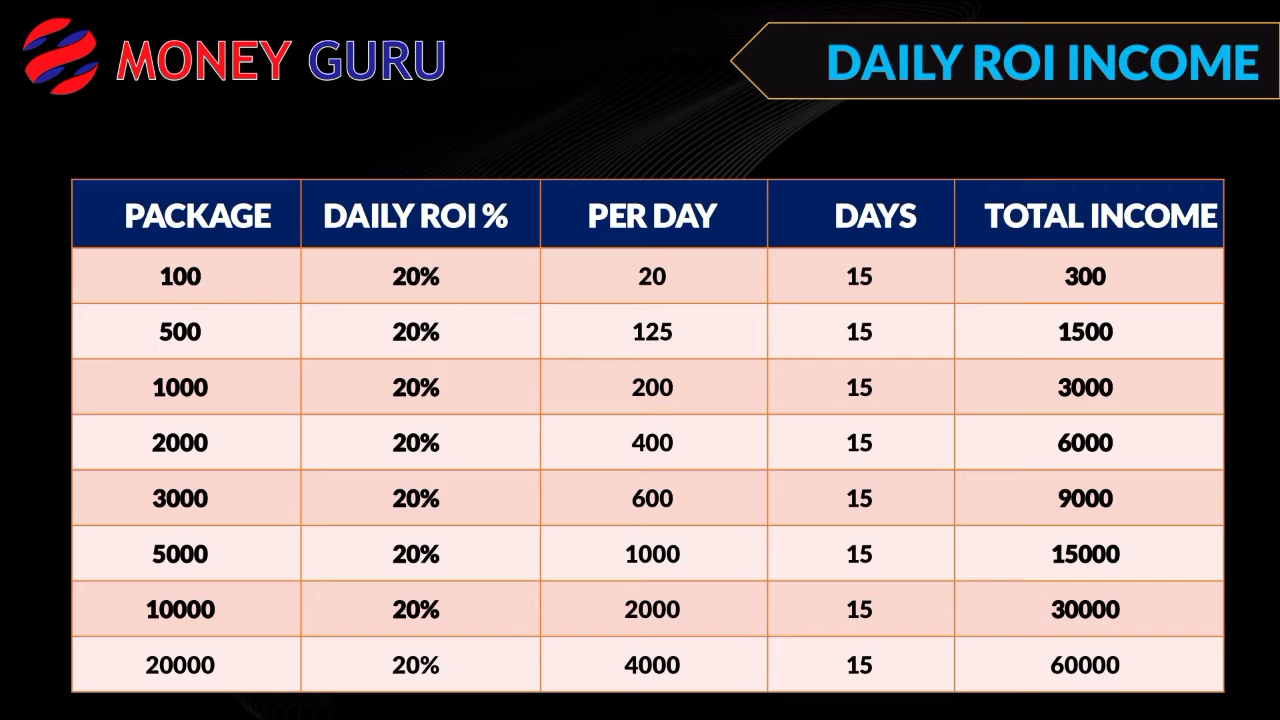 MONEY GURU
DAILY ROI INCOME
PACKAGE DAILY ROI % PER DAY DAYS TOTAL INCOME
100 20% 20 15 300
500 20% 125 15 1500
1000 20% 200 15 3000
2000 20% 400 15 6000
3000 20% 600 15 9000
5000 20% 1000 15 15000
10000 20% 2000 15 30000
20000 20% 4000 15 60000